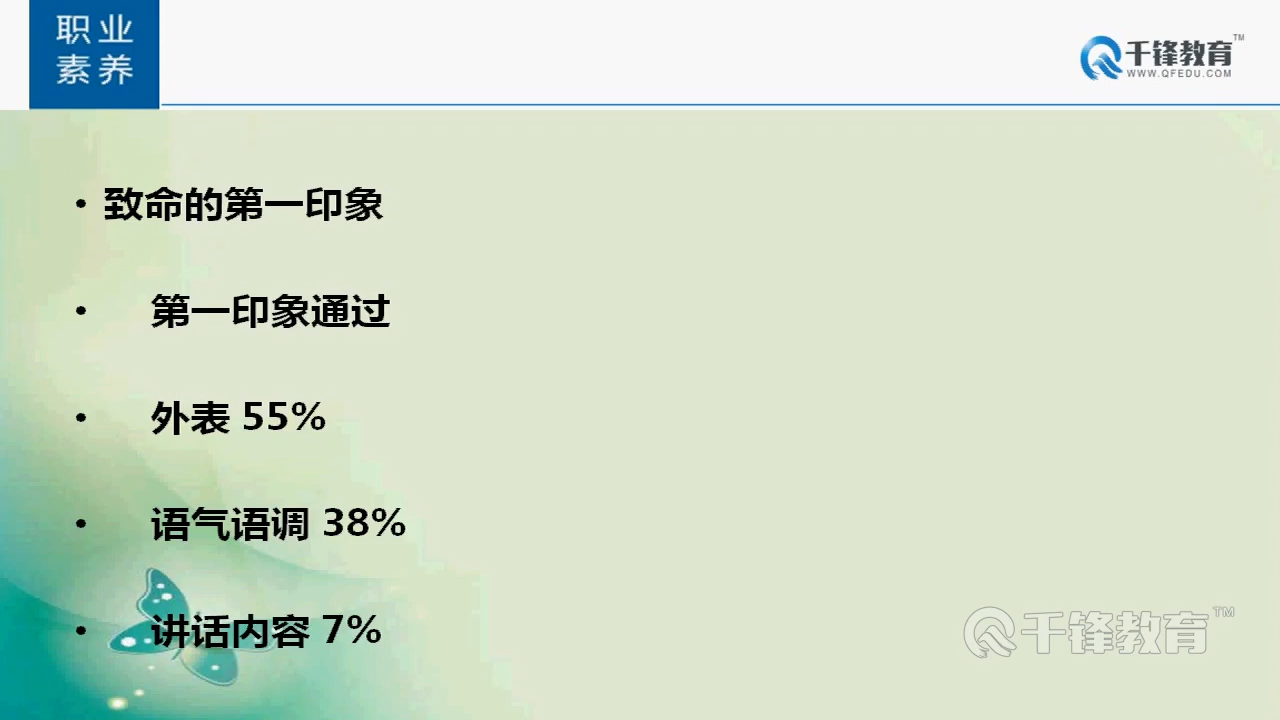 职业
素养
千锋教育TM
WWW.QFEDU.COM
• 致命的第一印象
• 第一印象通过
• 外表 55%
• 语气语调 38%
• 讲话内容 7%
千锋教育TM